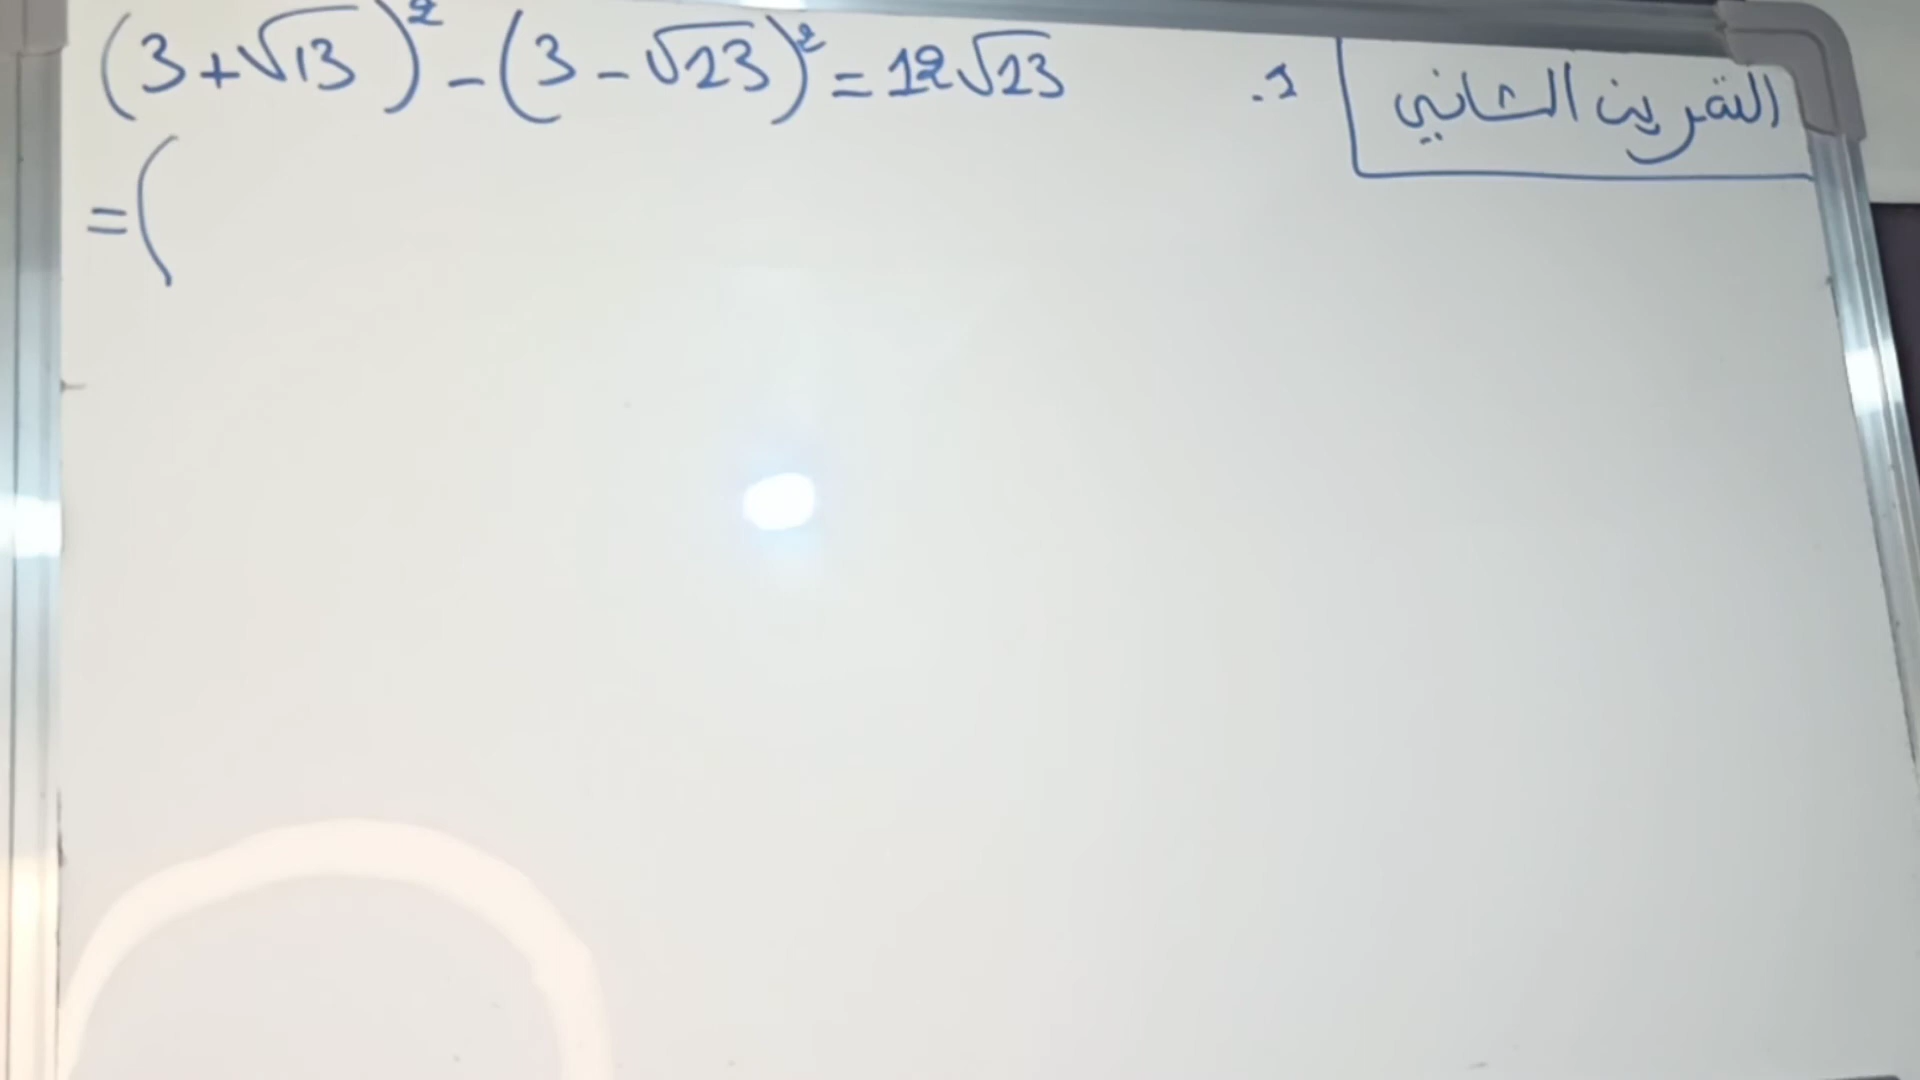 التمرين الثاني
1.
(3+√13)² - (3-√23)² = 12√23
=(